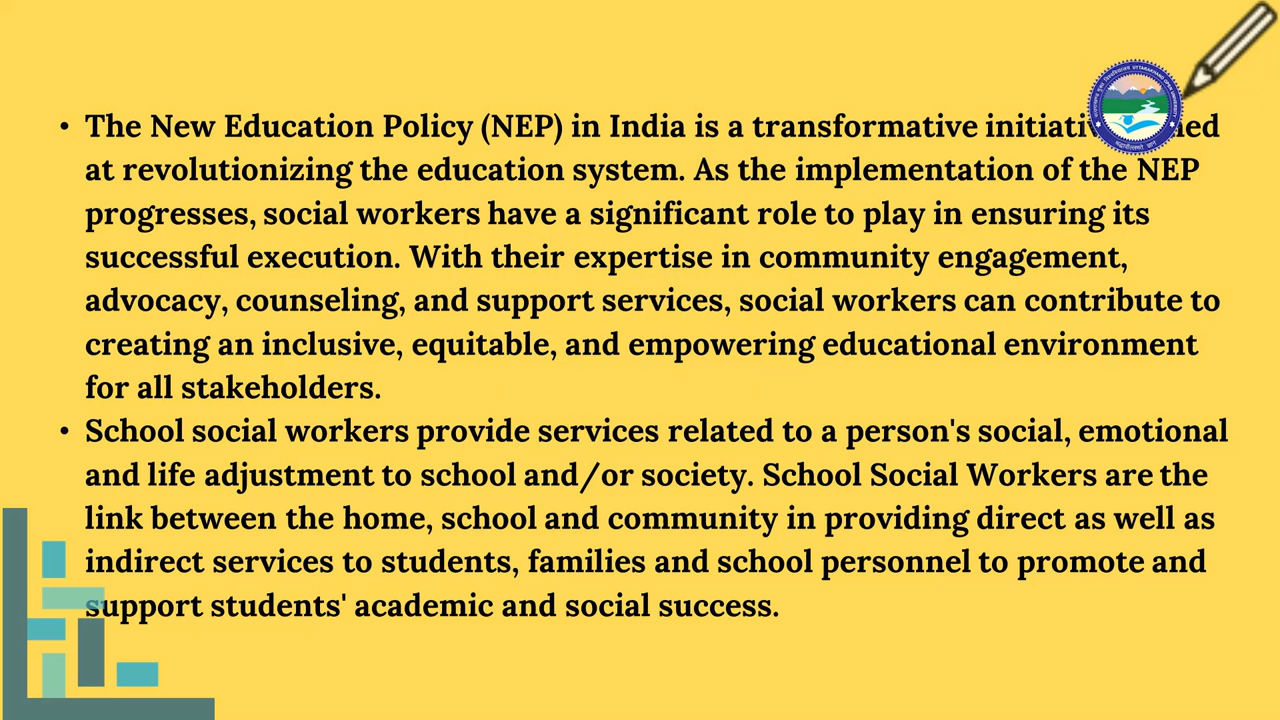 • The New Education Policy (NEP) in India is a transformative
at revolutionizing the education system. As the implementation of the NEP
progresses, social workers have a significant role to play in ensuring its
successful execution. With their expertise in community engagement,
advocacy, counseling, and support services, social workers can contribute to
creating an inclusive, equitable, and empowering educational environment
for all stakeholders.
• School social workers provide services related to a person's social, emotional
and life adjustment to school and/or society. School Social Workers are the
link between the home, school and community in providing direct as well as
indirect services to students, families and school personnel to promote and
support students' academic and social success.